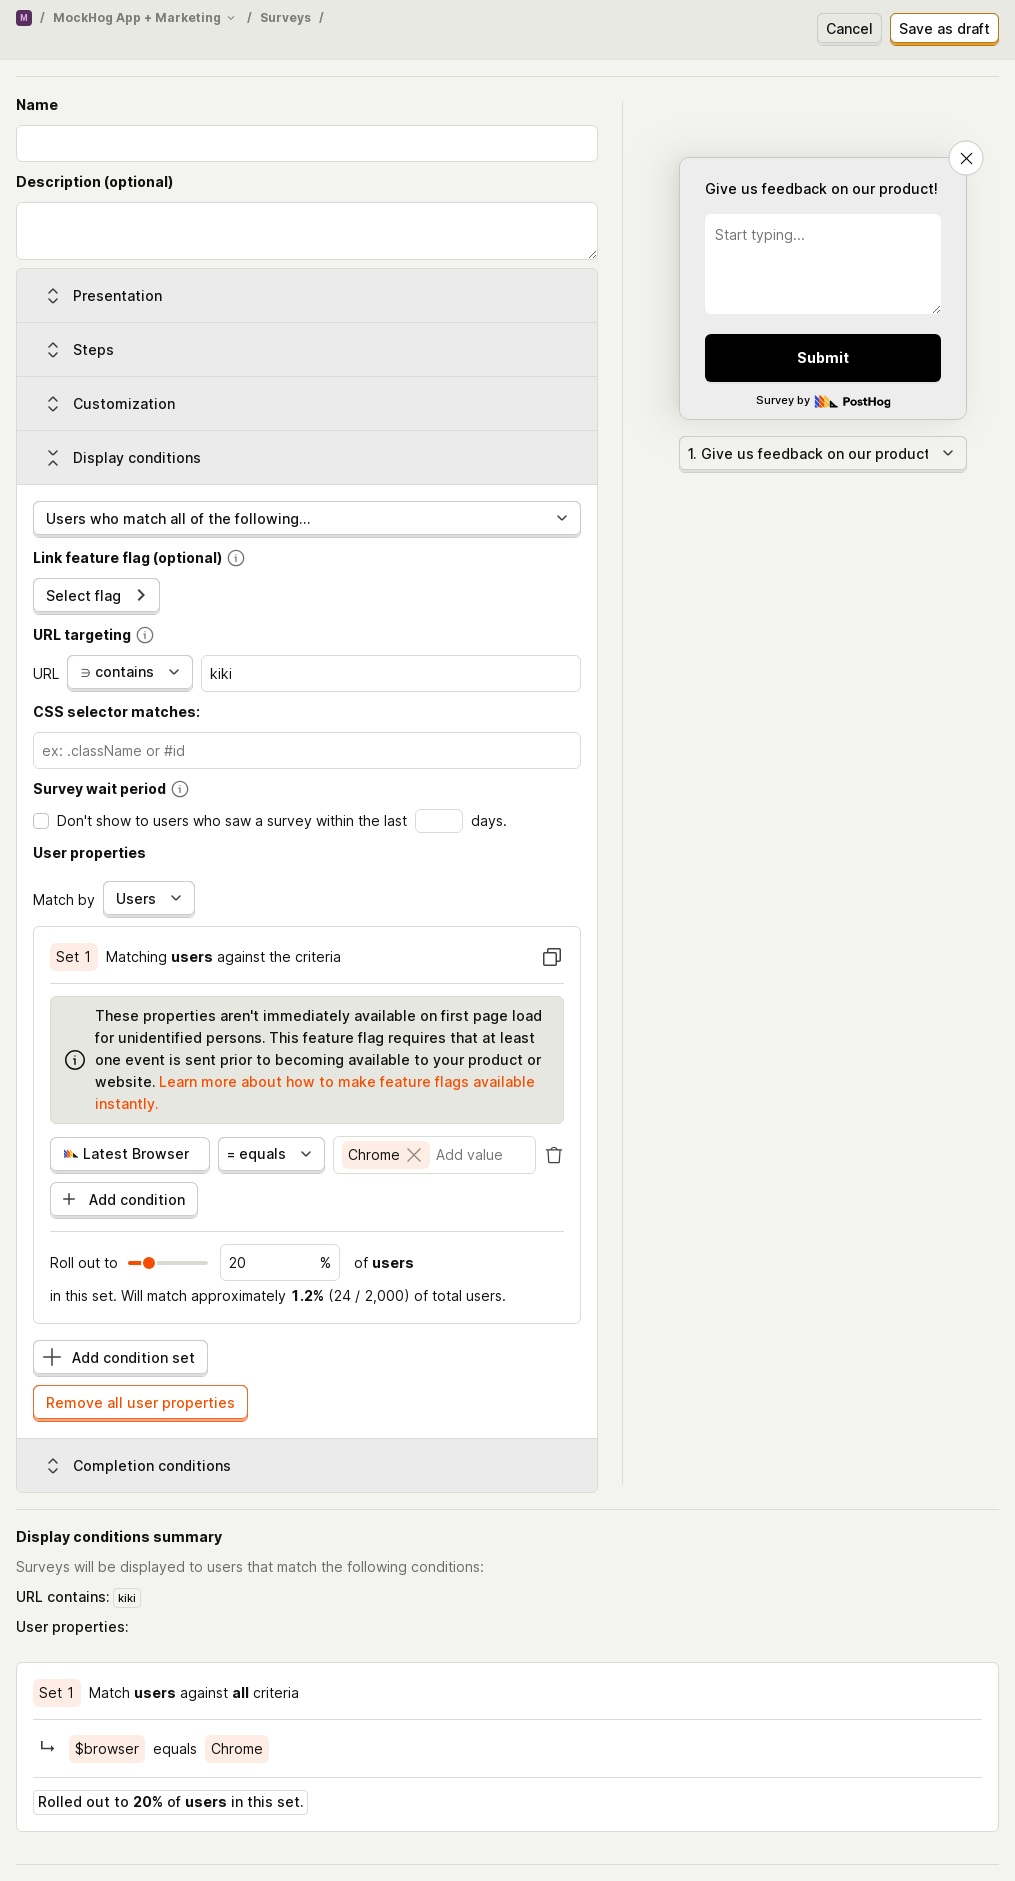 M / MockHog App + Marketing / Surveys /
Cancel
Save as draft
Name
Description (optional)
Presentation
Steps
Customization
Display conditions
Users who match all of the following...
Link feature flag (optional)
Select flag
URL targeting
URL ∋ contains kiki
CSS selector matches:
ex: .className or #id
Survey wait period
Don't show to users who saw a survey within the last days.
User properties
Match by Users
Set 1 Matching users against the criteria
These properties aren't immediately available on first page load
for unidentified persons. This feature flag requires that at least
one event is sent prior to becoming available to your product or
website. Learn more about how to make feature flags available
instantly.
Latest Browser = equals Chrome Add value
Add condition
Roll out to 20 % of users
in this set. Will match approximately 1.2% (24 / 2,000) of total users.
Add condition set
Remove all user properties
Completion conditions
Give us feedback on our product!
Start typing...
Submit
Survey by PostHog
1. Give us feedback on our product
Display conditions summary
Surveys will be displayed to users that match the following conditions:
URL contains: kiki
User properties:
Set 1 Match users against all criteria
$browser equals Chrome
Rolled out to 20% of users in this set.